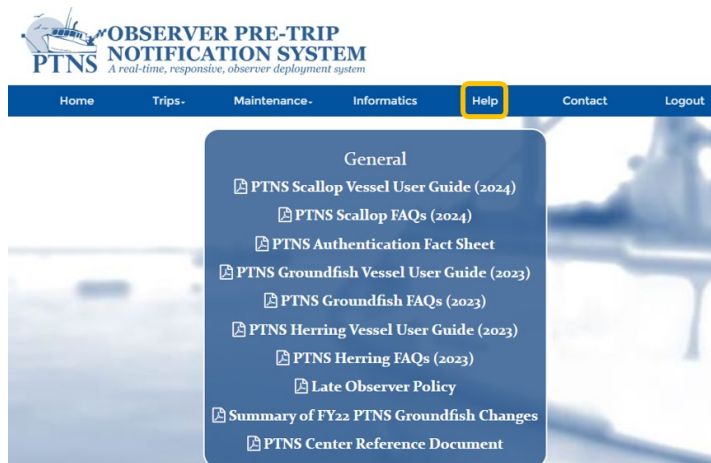 OBSERVER PRE-TRIP
NOTIFICATION SYSTEM
PTNS A real-time, responsive, observer deployment system
Home Trips Maintenance Informatics Help Contact Logout
General
PTNS Scallop Vessel User Guide (2024)
PTNS Scallop FAQs (2024)
PTNS Authentication Fact Sheet
PTNS Groundfish Vessel User Guide (2023)
PTNS Groundfish FAQs (2023)
PTNS Herring Vessel User Guide (2023)
PTNS Herring FAQs (2023)
Late Observer Policy
Summary of FY22 PTNS Groundfish Changes
PTNS Center Reference Document